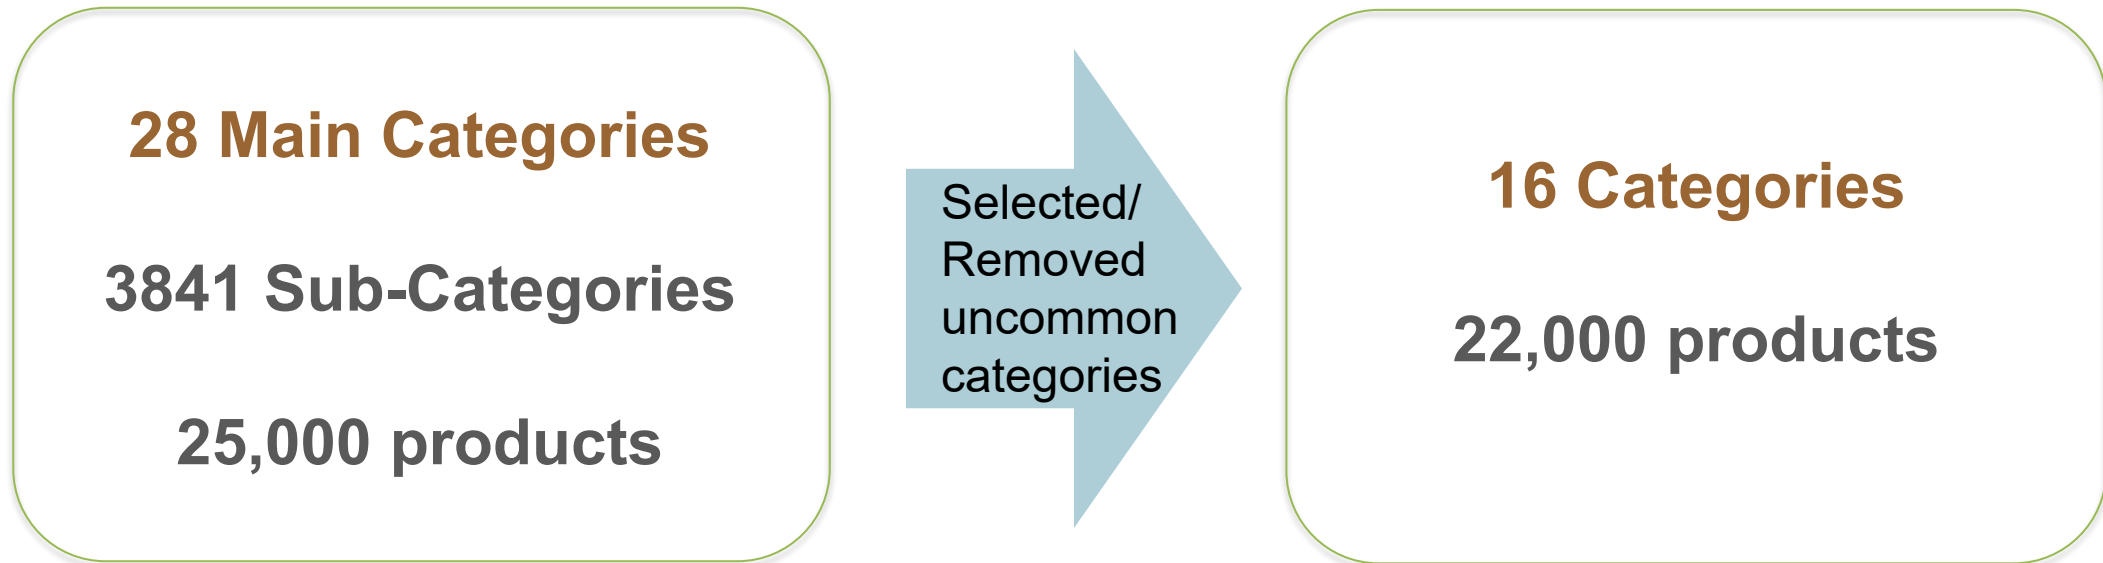 28 Main Categories
3841 Sub-Categories
25,000 products
Selected/
Removed
uncommon
categories
16 Categories
22,000 products